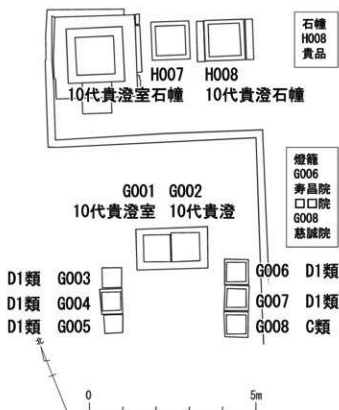 石幢
H008
貴品
H007 H008
10代貴澄室石幢 10代貴澄石幢
燈籠
G006
寿昌院
□□院
G008
慈誠院
G001 G002
10代貴澄室 10代貴澄
D1類 G003
D1類 G004
D1類 G005
G006 D1類
G007 D1類
G008 C類
北
0 5m